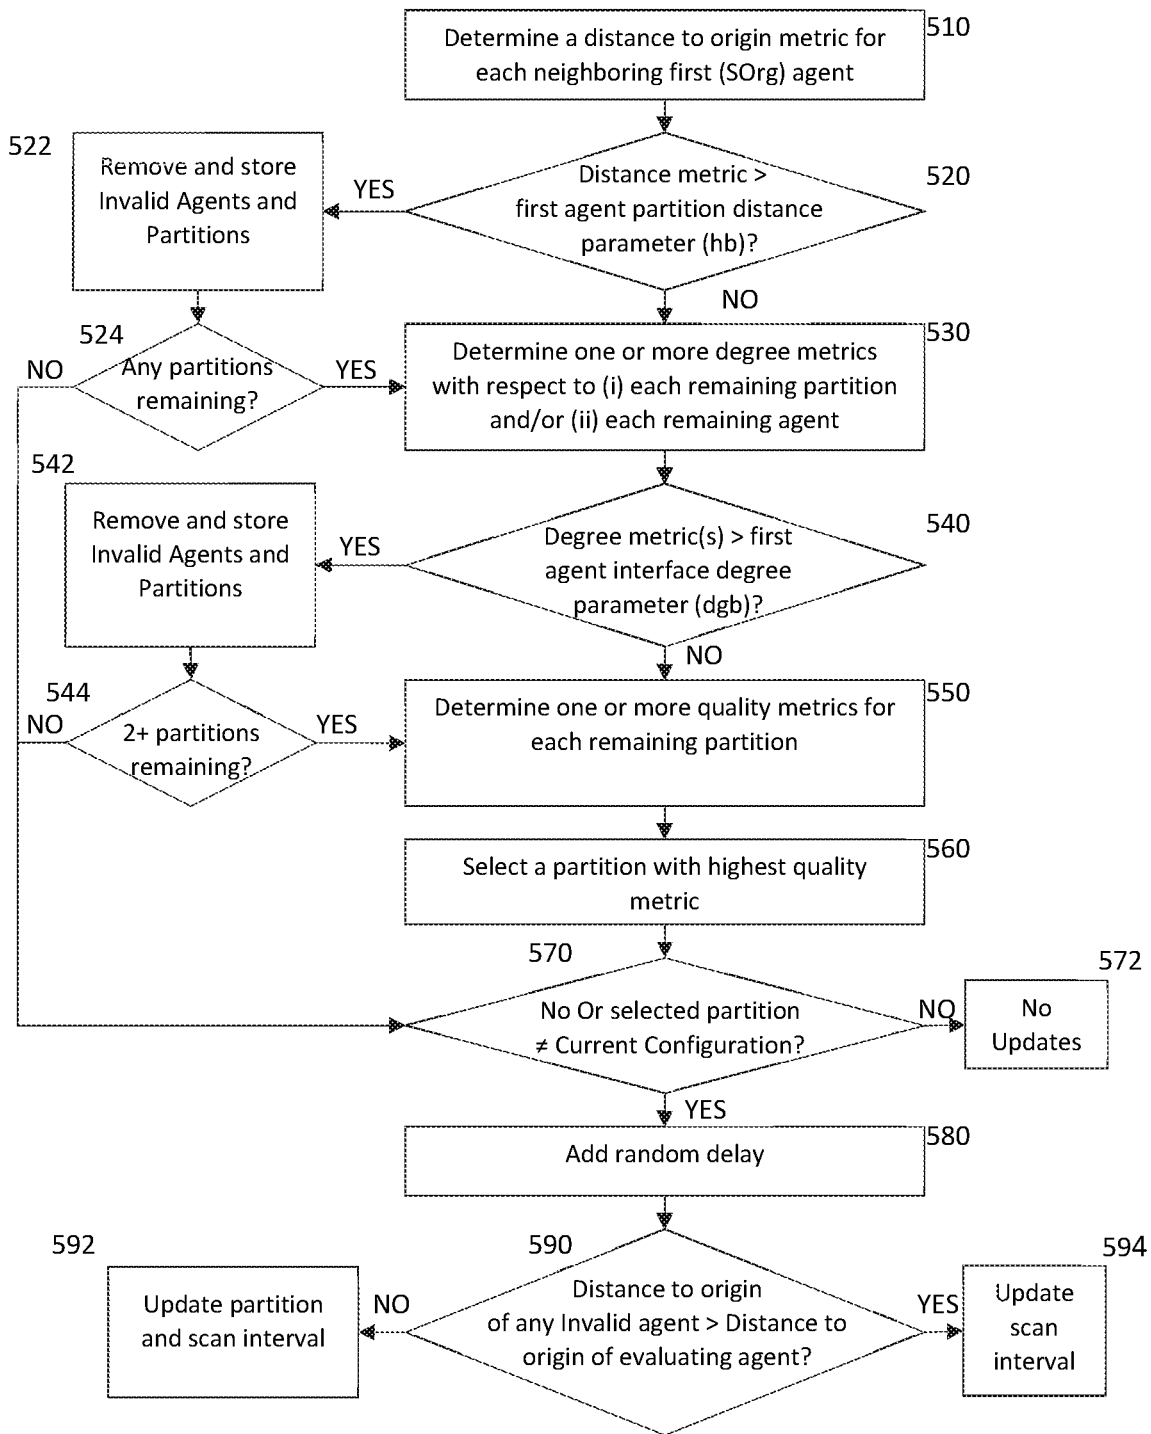 510
Determine a distance to origin metric for
each neighboring first (SOrg) agent
522
Remove and store
Invalid Agents and
Partitions
YES
Distance metric >
first agent partition distance
parameter (hb)?
520
NO
524
NO
Any partitions
remaining?
YES
530
Determine one or more degree metrics
with respect to (i) each remaining partition
and/or (ii) each remaining agent
542
Remove and store
Invalid Agents and
Partitions
YES
Degree metric(s) > first
agent interface degree
parameter (dgb)?
540
NO
544
NO
2+ partitions
remaining?
YES
550
Determine one or more quality metrics for
each remaining partition
560
Select a partition with highest quality
metric
570
No Or selected partition
≠ Current Configuration?
NO
572
No
Updates
YES
580
Add random delay
592
Update partition
and scan interval
NO
590
Distance to origin
of any Invalid agent > Distance to
origin of evaluating agent?
YES
594
Update
scan
interval